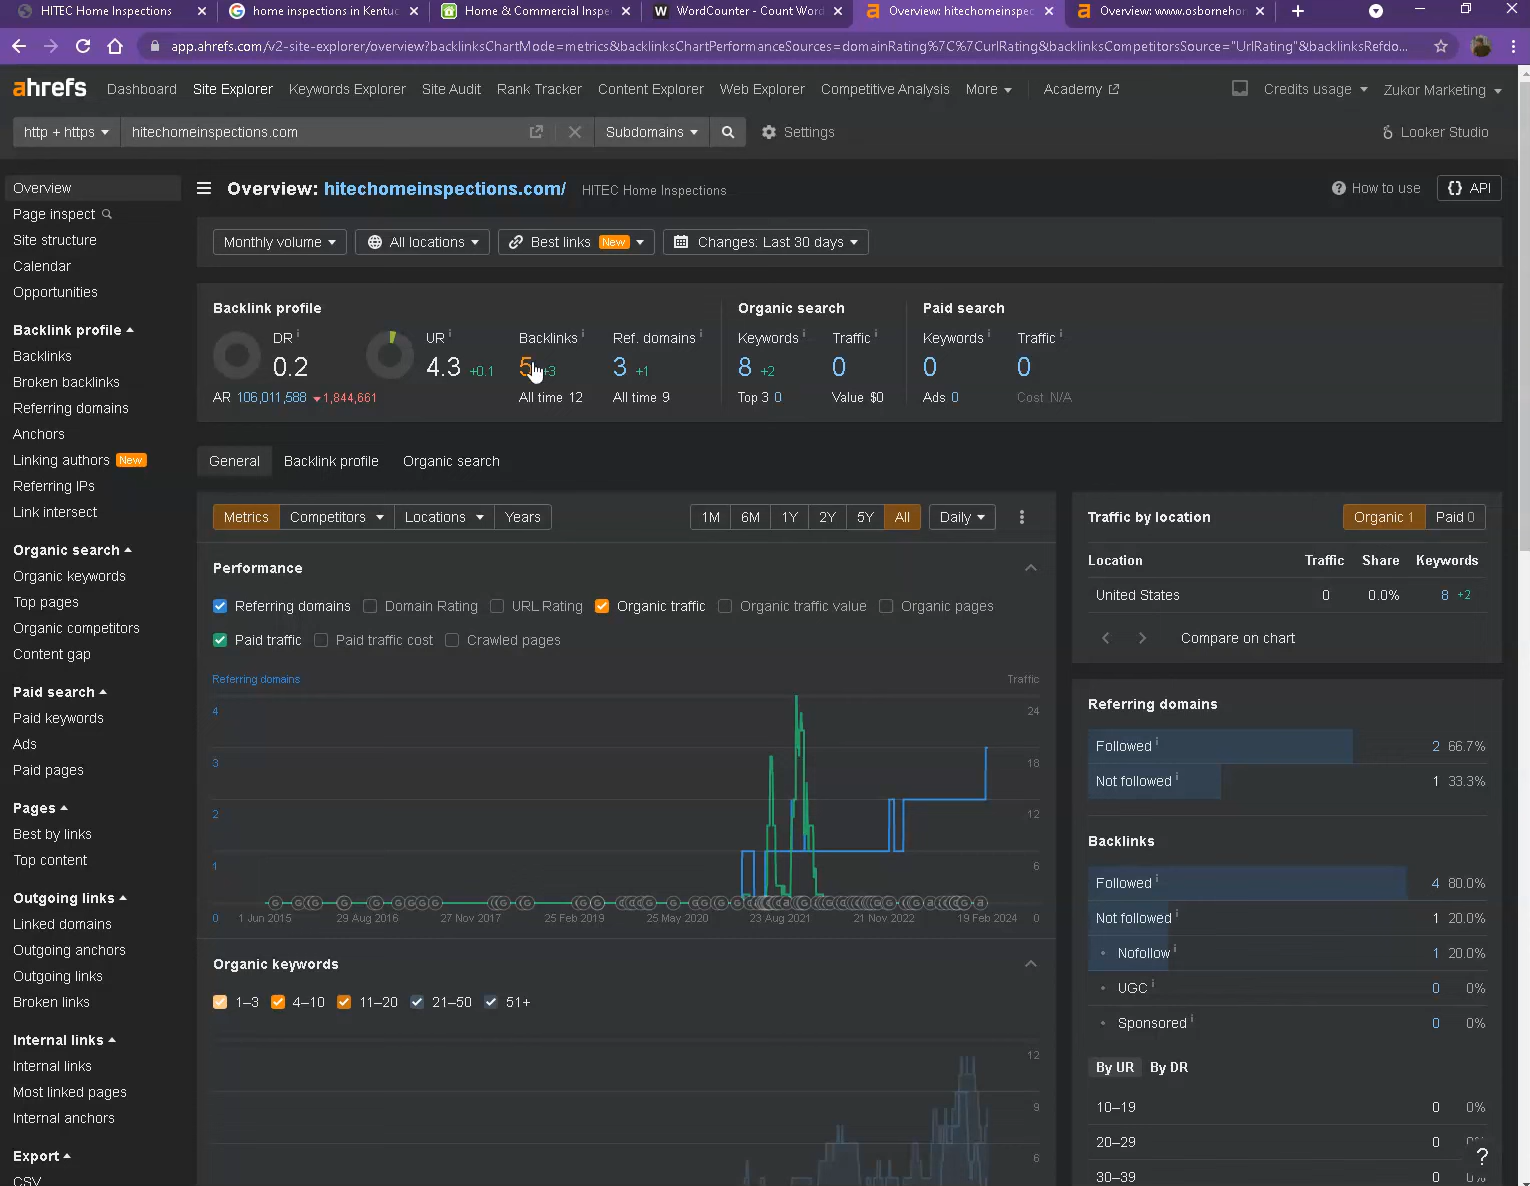 HITEC Home Inspections
home inspections in Kentuc
Home & Commercial Inspe
W WordCounter - Count Word
Overview: hitechomeinspec
Overview: www.osborneho
app.ahrefs.com/v2-site-explorer/overview?backlinksChartMode=metrics&backlinksChartPerformanceSources=domainRating%7C%7CurlRating&backlinksCompetitorsSource="UrlRating"&backlinksRefdo...
ahrefs Dashboard Site Explorer Keywords Explorer Site Audit Rank Tracker Content Explorer Web Explorer Competitive Analysis More Academy Credits usage Zukor Marketing
http + https hitechomeinspections.com Subdomains Settings Looker Studio
Overview
Page inspect
Site structure
Calendar
Opportunities
Backlink profile
Backlinks
Broken backlinks
Referring domains
Anchors
Linking authors New
Referring IPs
Link intersect
Organic search
Organic keywords
Top pages
Organic competitors
Content gap
Paid search
Paid keywords
Ads
Paid pages
Pages
Best by links
Top content
Outgoing links
Linked domains
Outgoing anchors
Outgoing links
Broken links
Internal links
Internal links
Most linked pages
Internal anchors
Export
CSV
Overview: hitechomeinspections.com/ HITEC Home Inspections
How to use {} API
Monthly volume All locations Best links New Changes: Last 30 days
Backlink profile
DR i UR i Backlinks i Ref. domains i
0.2 4.3 +0.1 5 +3 3 +1
AR 106,011,588 1,844,661 All time 12 All time 9
Organic search
Keywords i Traffic i
8 +2 0
Top 3 0 Value $0
Paid search
Keywords i Traffic i
0 0
Ads 0 Cost N/A
General Backlink profile Organic search
Metrics Competitors Locations Years 1M 6M 1Y 2Y 5Y All Daily
Performance
Referring domains Domain Rating URL Rating Organic traffic Organic traffic value Organic pages
Paid traffic Paid traffic cost Crawled pages
Referring domains Traffic
4 24
3 18
2 12
1 6
0 1 Jun 2015 29 Aug 2016 27 Nov 2017 25 Feb 2019 25 May 2020 23 Aug 2021 21 Nov 2022 19 Feb 2024 0
Organic keywords
1–3 4–10 11–20 21–50 51+
12
9
6
Traffic by location Organic 1 Paid 0
Location Traffic Share Keywords
United States 0 0.0% 8 +2
Compare on chart
Referring domains
Followed i 2 66.7%
Not followed i 1 33.3%
Backlinks
Followed i 4 80.0%
Not followed i 1 20.0%
• Nofollow i 1 20.0%
• UGC i 0 0%
• Sponsored i 0 0%
By UR By DR
10–19 0 0%
20–29 0
30–39 0
?